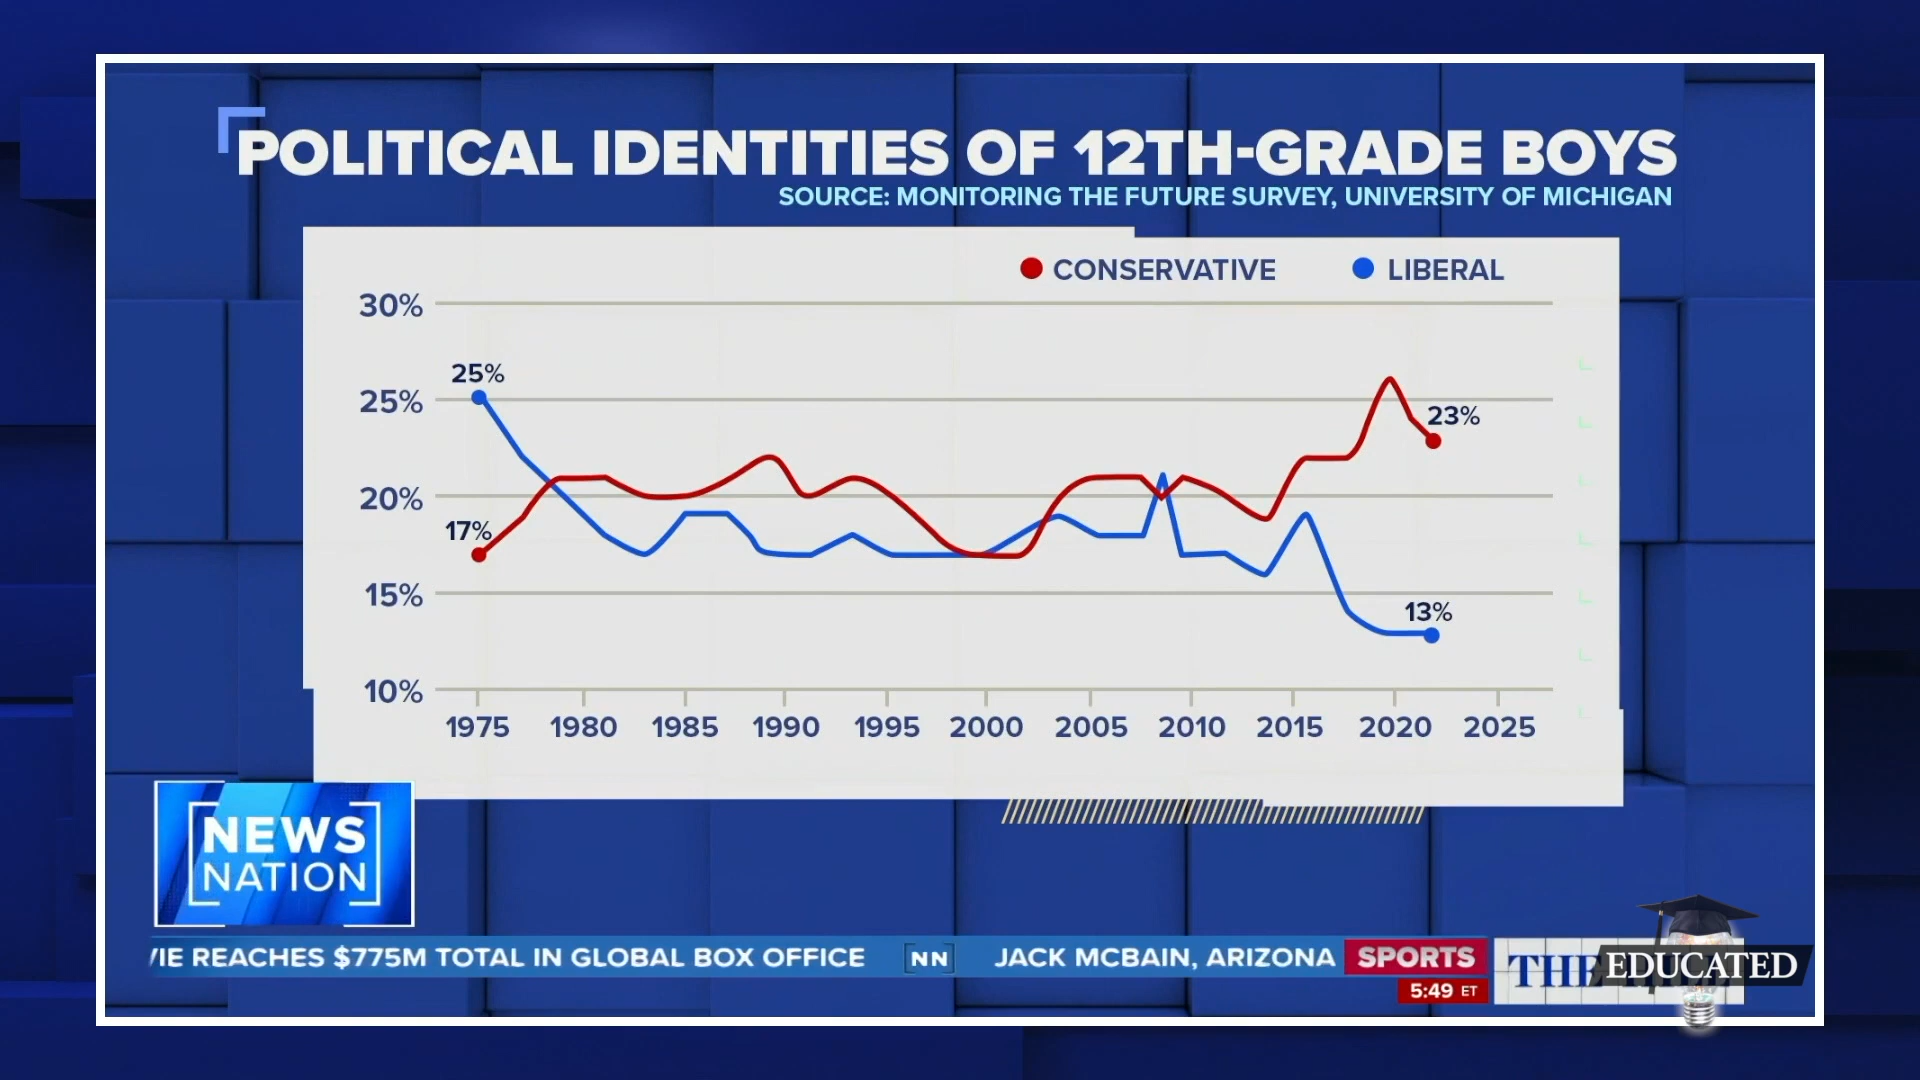 POLITICAL IDENTITIES OF 12TH-GRADE BOYS
SOURCE: MONITORING THE FUTURE SURVEY, UNIVERSITY OF MICHIGAN
CONSERVATIVE LIBERAL
30%
25%
25%
23%
20%
17%
15%
13%
10%
1975 1980 1985 1990 1995 2000 2005 2010 2015 2020 2025
NEWS
NATION
REACHES $775M TOTAL IN GLOBAL BOX OFFICE NN JACK MCBAIN, ARIZONA SPORTS
5:49 ET
THE
EDUCATED